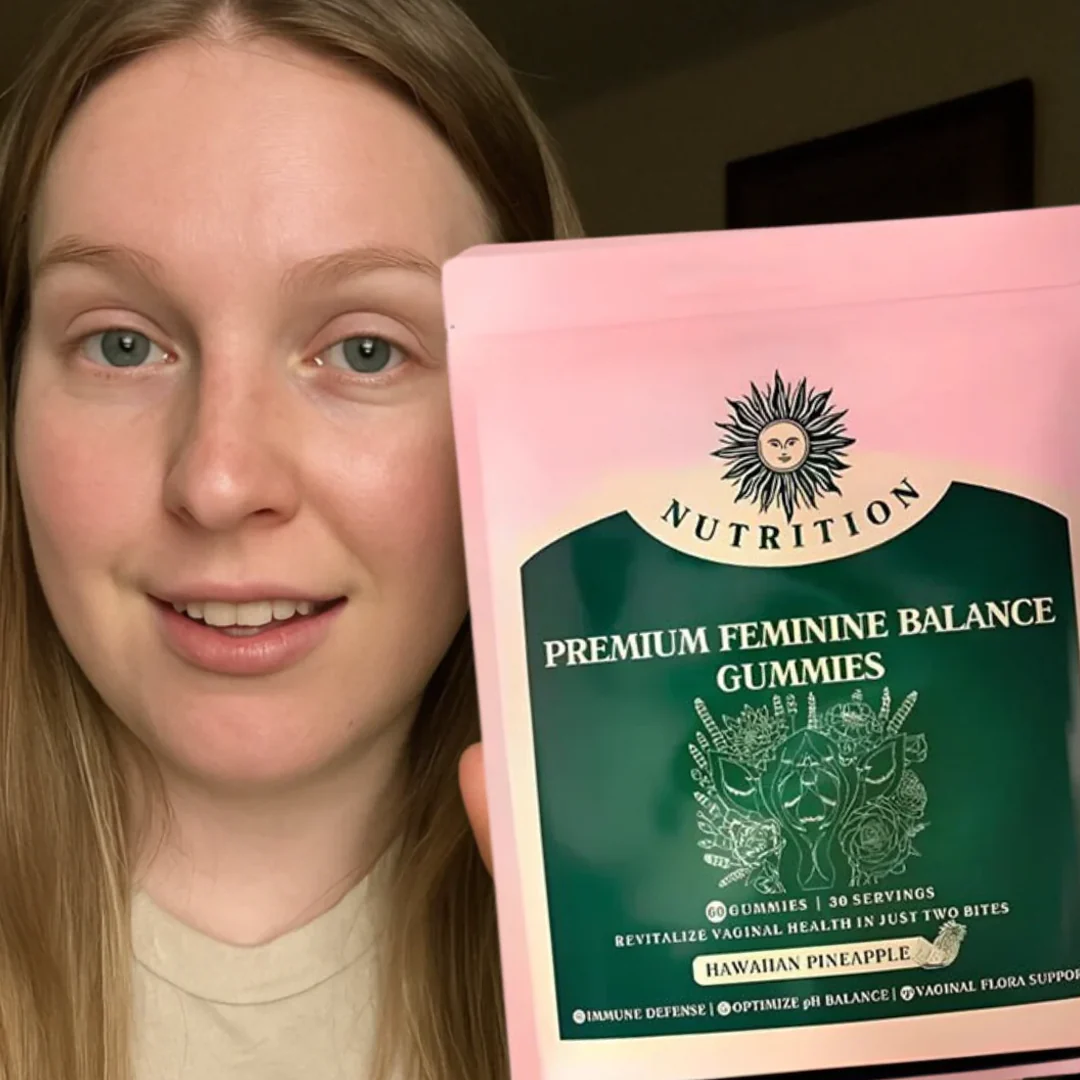 NUTRITION
PREMIUM FEMININE BALANCE
GUMMIES
60 GUMMIES | 30 SERVINGS
REVITALIZE VAGINAL HEALTH IN JUST TWO BITES
HAWAIIAN PINEAPPLE
IMMUNE DEFENSE | OPTIMIZE pH BALANCE | VAGINAL FLORA SUPPOR